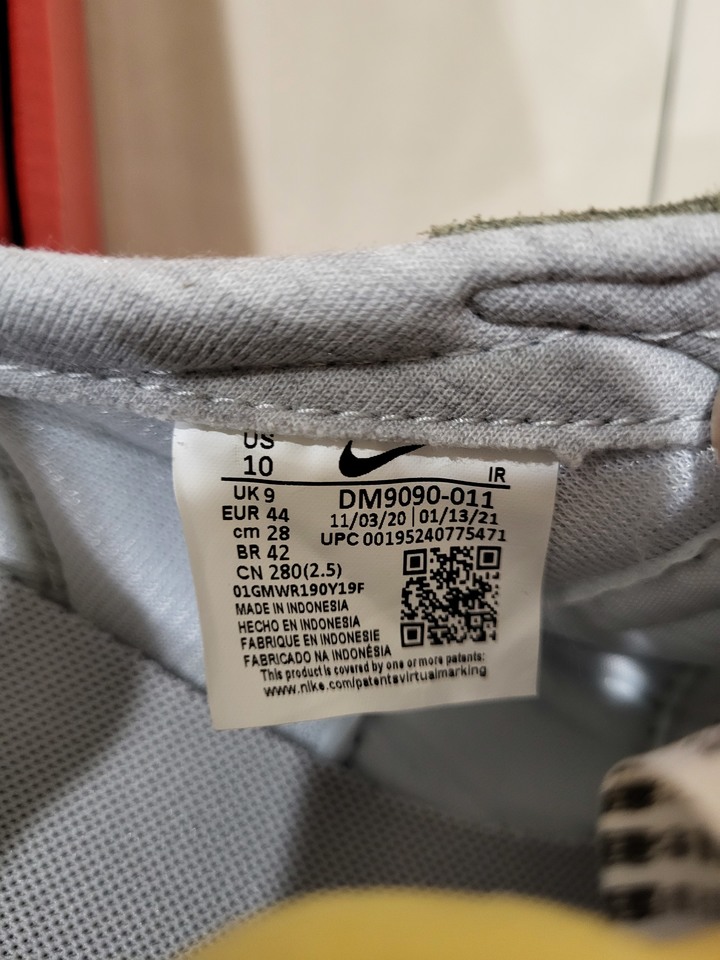 US
10
IR
UK 9
EUR 44
cm 28
BR 42
CN 280(2.5)
DM9090-011
11/03/20 | 01/13/21
UPC 00195240775471
01GMWR190Y19F
MADE IN INDONESIA
HECHO EN INDONESIA
FABRIQUE EN INDONESIE
FABRICADO NA INDONÉSIA
This product is covered by one or more patents:
www.nike.com/patentsvirtualmarking